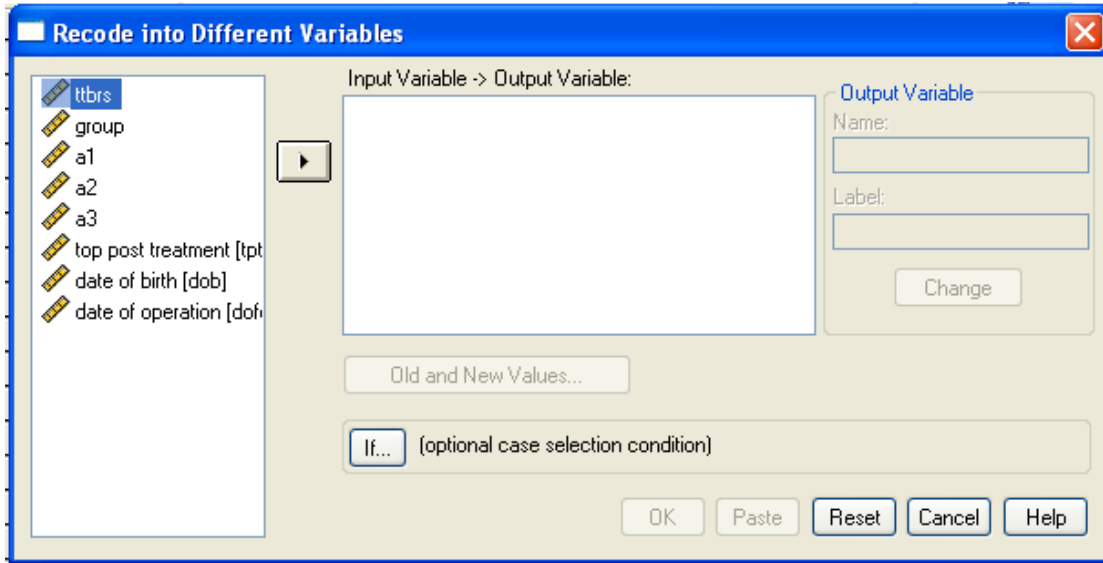 Recode into Different Variables
ttbrs
group
a1
a2
a3
top post treatment [tpt
date of birth [dob]
date of operation [dof
Input Variable -> Output Variable:
Output Variable
Name:
Label:
Change
Old and New Values...
If... (optional case selection condition)
OK Paste Reset Cancel Help